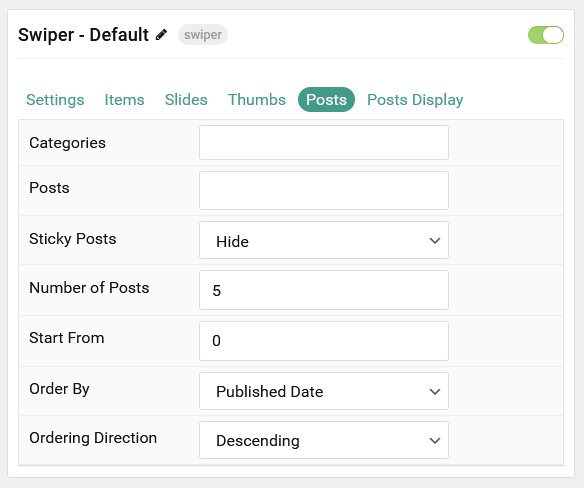 Swiper - Default swiper
Settings Items Slides Thumbs Posts Posts Display
Categories
Posts
Sticky Posts Hide
Number of Posts 5
Start From 0
Order By Published Date
Ordering Direction Descending